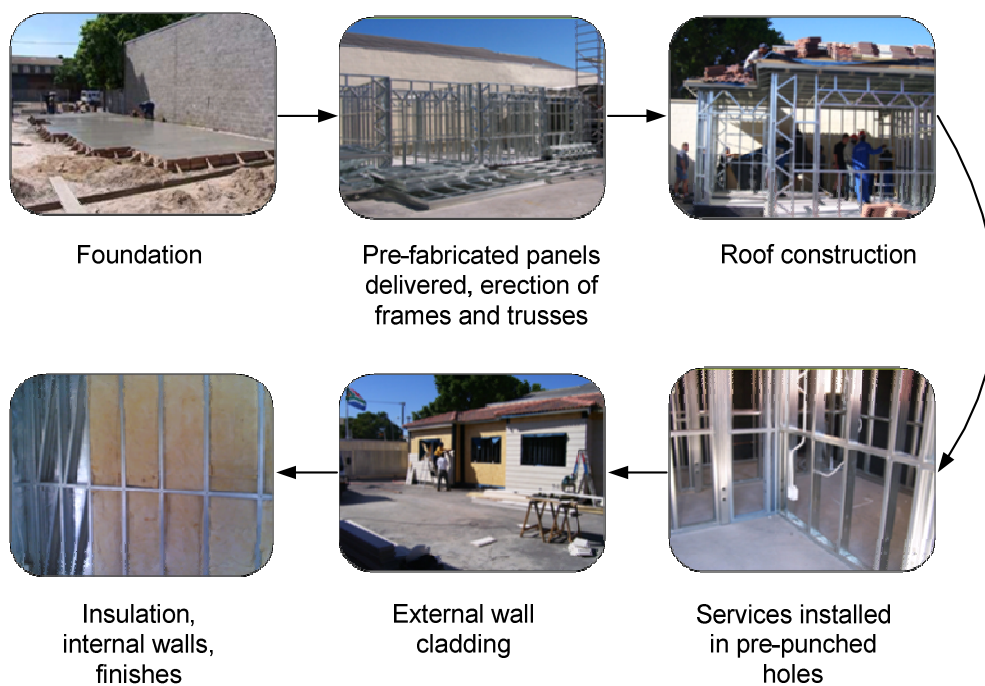 Foundation
Pre-fabricated panels
delivered, erection of
frames and trusses
Roof construction
Services installed
in pre-punched
holes
External wall
cladding
Insulation,
internal walls,
finishes